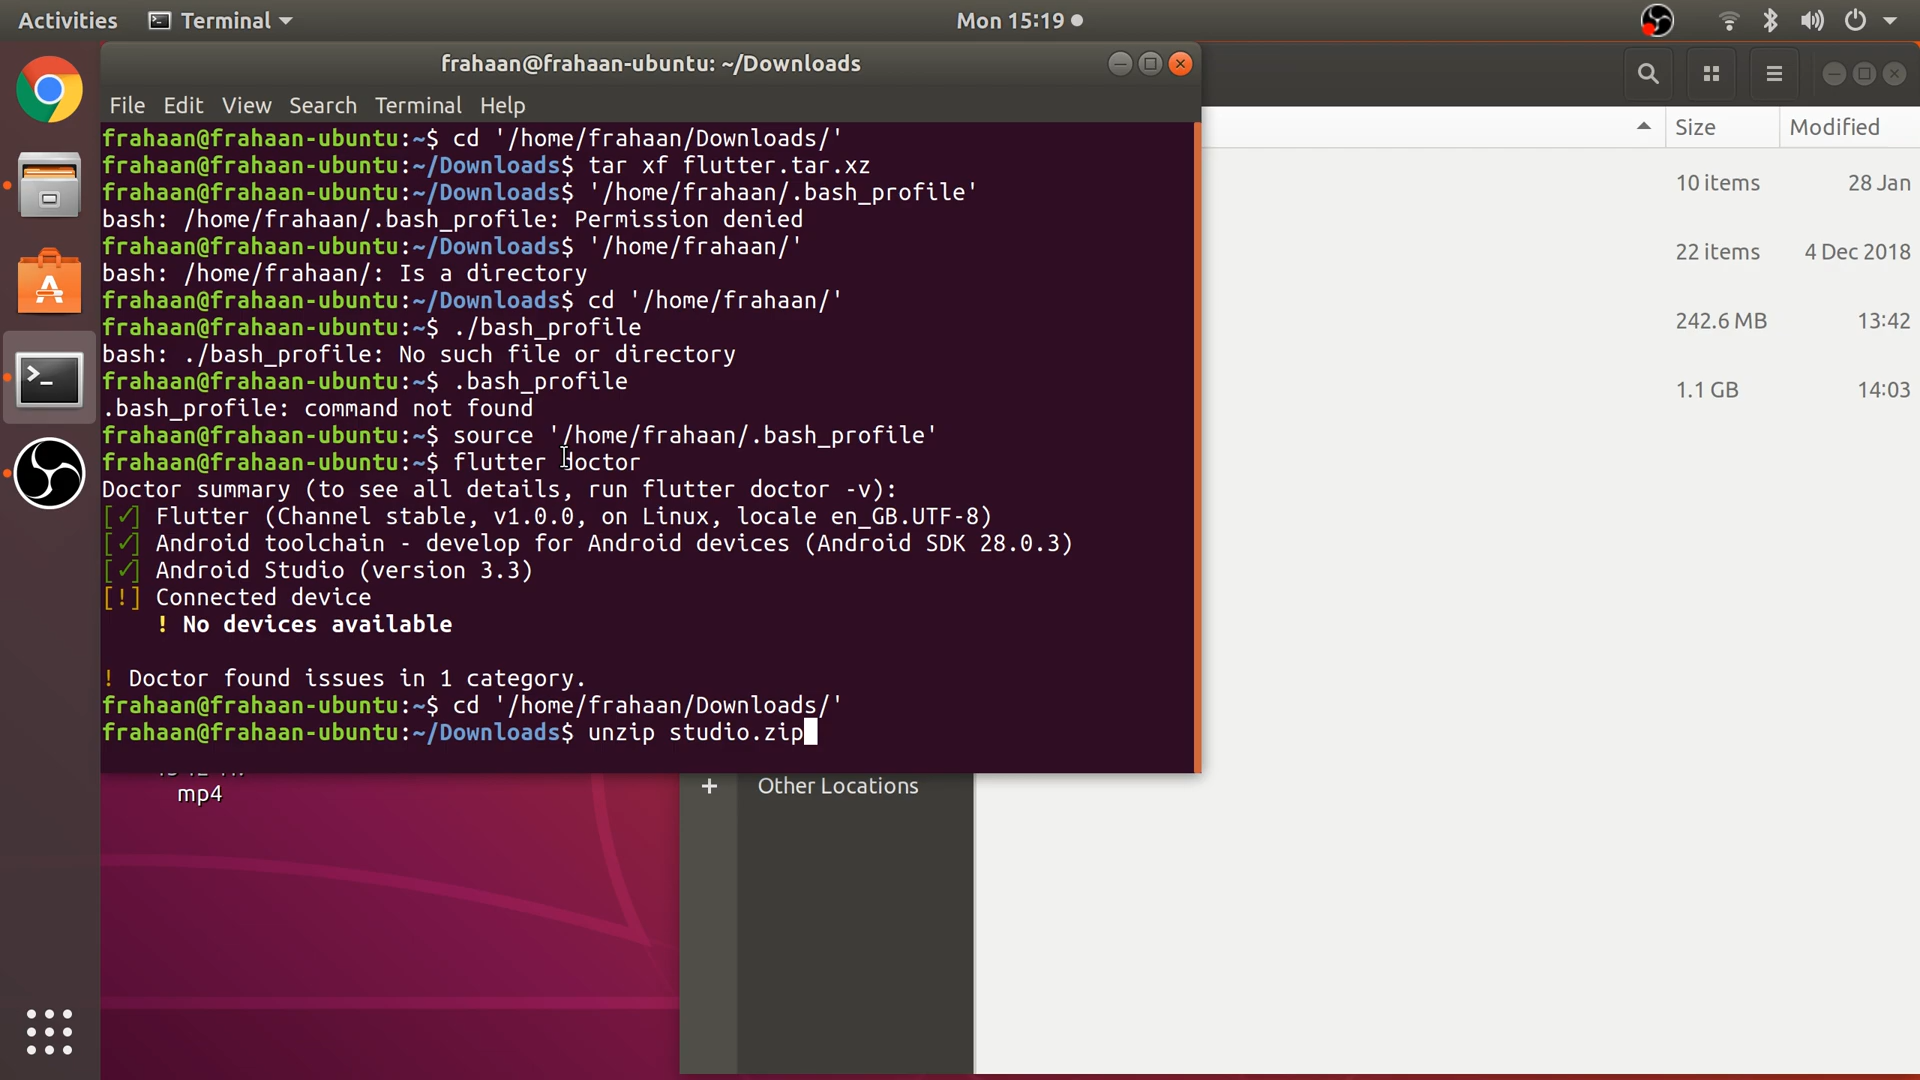 Activities
Terminal
Mon 15:19
frahaan@frahaan-ubuntu: ~/Downloads
File Edit View Search Terminal Help
frahaan@frahaan-ubuntu:~$ cd '/home/frahaan/Downloads/'
frahaan@frahaan-ubuntu:~/Downloads$ tar xf flutter.tar.xz
frahaan@frahaan-ubuntu:~/Downloads$ '/home/frahaan/.bash_profile'
bash: /home/frahaan/.bash_profile: Permission denied
frahaan@frahaan-ubuntu:~/Downloads$ '/home/frahaan/'
bash: /home/frahaan/: Is a directory
frahaan@frahaan-ubuntu:~/Downloads$ cd '/home/frahaan/'
frahaan@frahaan-ubuntu:~$ ./bash_profile
bash: ./bash_profile: No such file or directory
frahaan@frahaan-ubuntu:~$ .bash_profile
.bash_profile: command not found
frahaan@frahaan-ubuntu:~$ source '/home/frahaan/.bash_profile'
frahaan@frahaan-ubuntu:~$ flutter doctor
Doctor summary (to see all details, run flutter doctor -v):
[✓] Flutter (Channel stable, v1.0.0, on Linux, locale en_GB.UTF-8)
[✓] Android toolchain - develop for Android devices (Android SDK 28.0.3)
[✓] Android Studio (version 3.3)
[!] Connected device
! No devices available
! Doctor found issues in 1 category.
frahaan@frahaan-ubuntu:~$ cd '/home/frahaan/Downloads/'
frahaan@frahaan-ubuntu:~/Downloads$ unzip studio.zip
mp4
+ Other Locations
Size Modified
10 items 28 Jan
22 items 4 Dec 2018
242.6 MB 13:42
1.1 GB 14:03